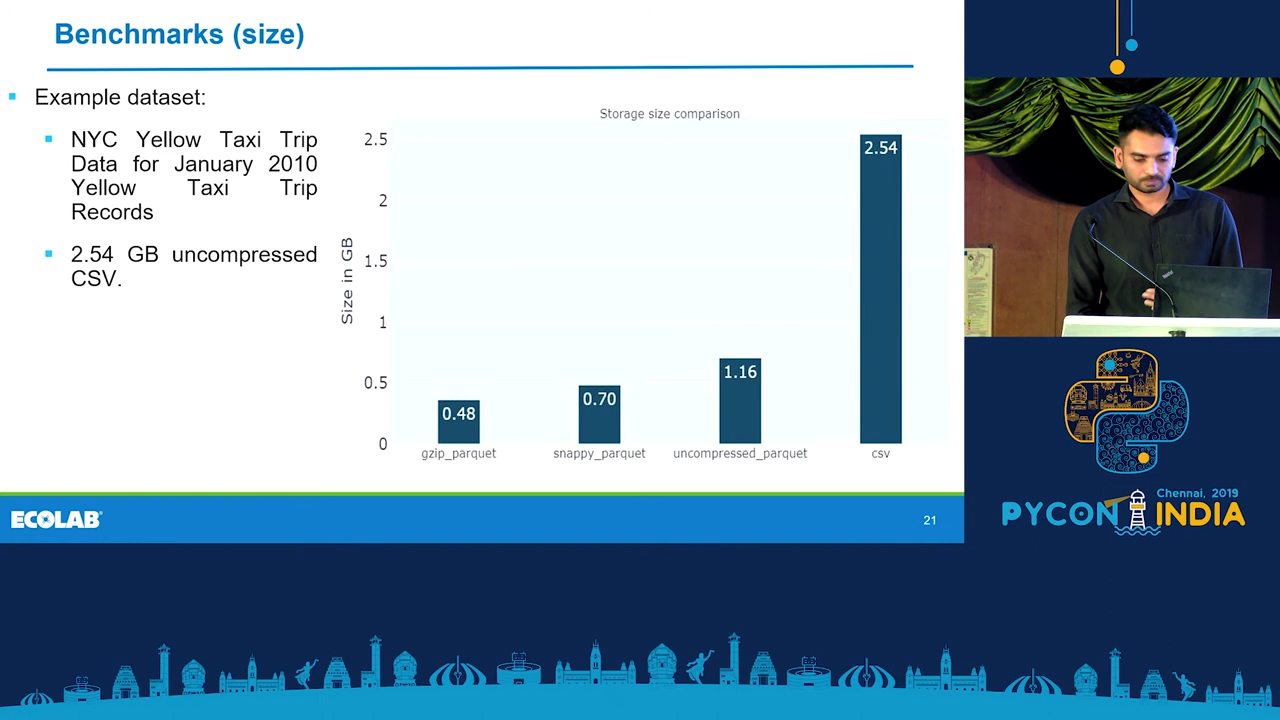 Benchmarks (size)
Example dataset:
NYC Yellow Taxi Trip
Data for January 2010
Yellow Taxi Trip
Records
2.54 GB uncompressed
CSV.
Storage size comparison
Size in GB
2.5
2
1.5
1
0.5
0
0.48
0.70
1.16
2.54
gzip_parquet
snappy_parquet
uncompressed_parquet
csv
ECOLAB®
21
Chennai, 2019
PYCON INDIA